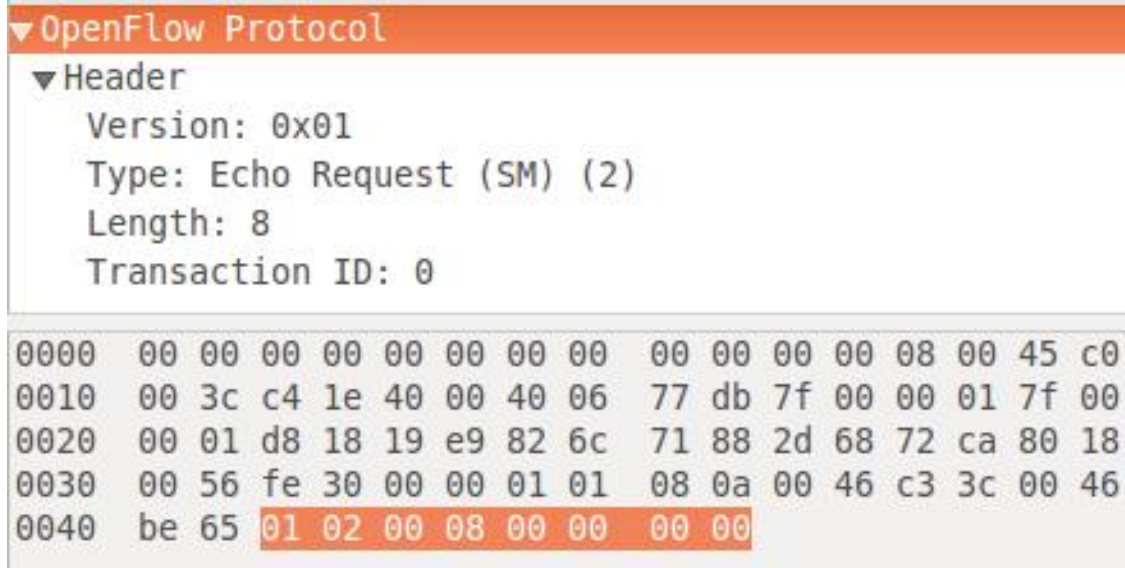 OpenFlow Protocol
Header
Version: 0x01
Type: Echo Request (SM) (2)
Length: 8
Transaction ID: 0
0000 00 00 00 00 00 00 00 00 00 00 00 00 08 00 45 c0
0010 00 3c c4 1e 40 00 40 06 77 db 7f 00 00 01 7f 00
0020 00 01 d8 18 19 e9 82 6c 71 88 2d 68 72 ca 80 18
0030 00 56 fe 30 00 00 01 01 08 0a 00 46 c3 3c 00 46
0040 be 65 01 02 00 08 00 00 00 00